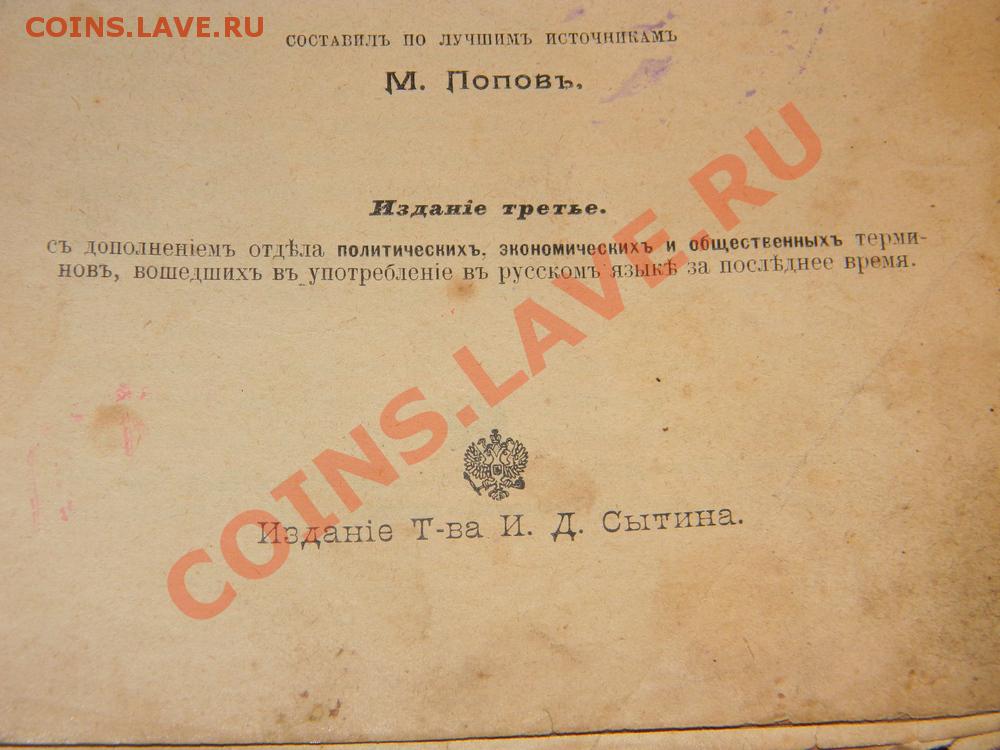 COINS.LAVE.RU
СОСТАВИЛЪ ПО ЛУЧШИМЪ ИСТОЧНИКАМЪ
М. Поповъ.
Изданіе третье.
съ дополненіемъ отдѣла политическихъ, экономическихъ и общественныхъ терми-
новъ, вошедшихъ въ употребленіе въ русскомъ языкѣ за послѣднее время.
COINS.LAVE.RU
Изданіе Т-ва И. Д. Сытина.